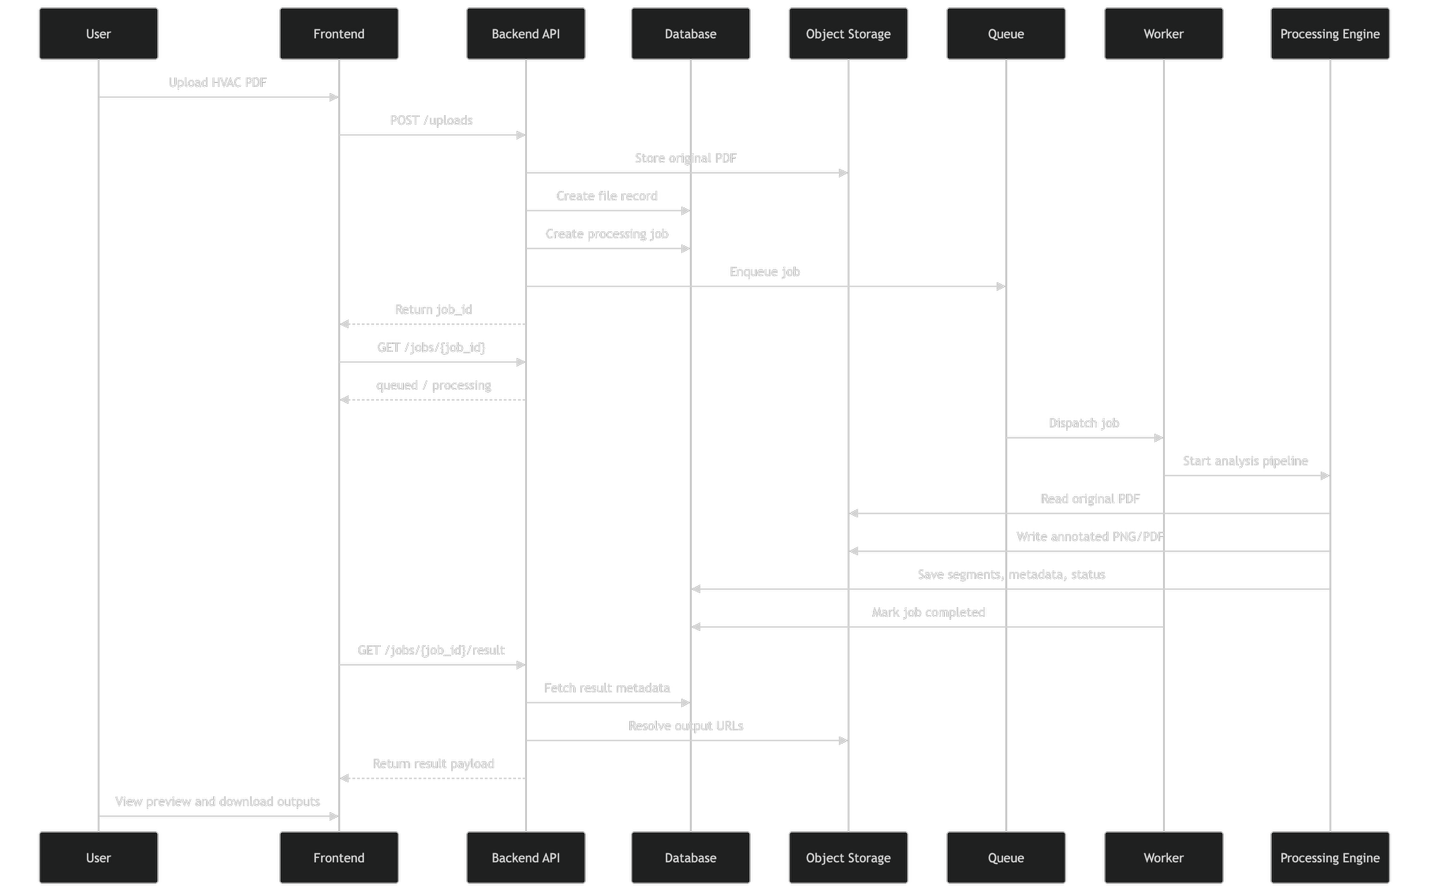 User
Frontend
Backend API
Database
Object Storage
Queue
Worker
Processing Engine
Upload HVAC PDF
POST /uploads
Store original PDF
Create file record
Create processing job
Enqueue job
Return job_id
GET /jobs/{job_id}
queued / processing
Dispatch job
Start analysis pipeline
Read original PDF
Write annotated PNG/PDF
Save segments, metadata, status
Mark job completed
GET /jobs/{job_id}/result
Fetch result metadata
Resolve output URLs
Return result payload
View preview and download outputs
User
Frontend
Backend API
Database
Object Storage
Queue
Worker
Processing Engine